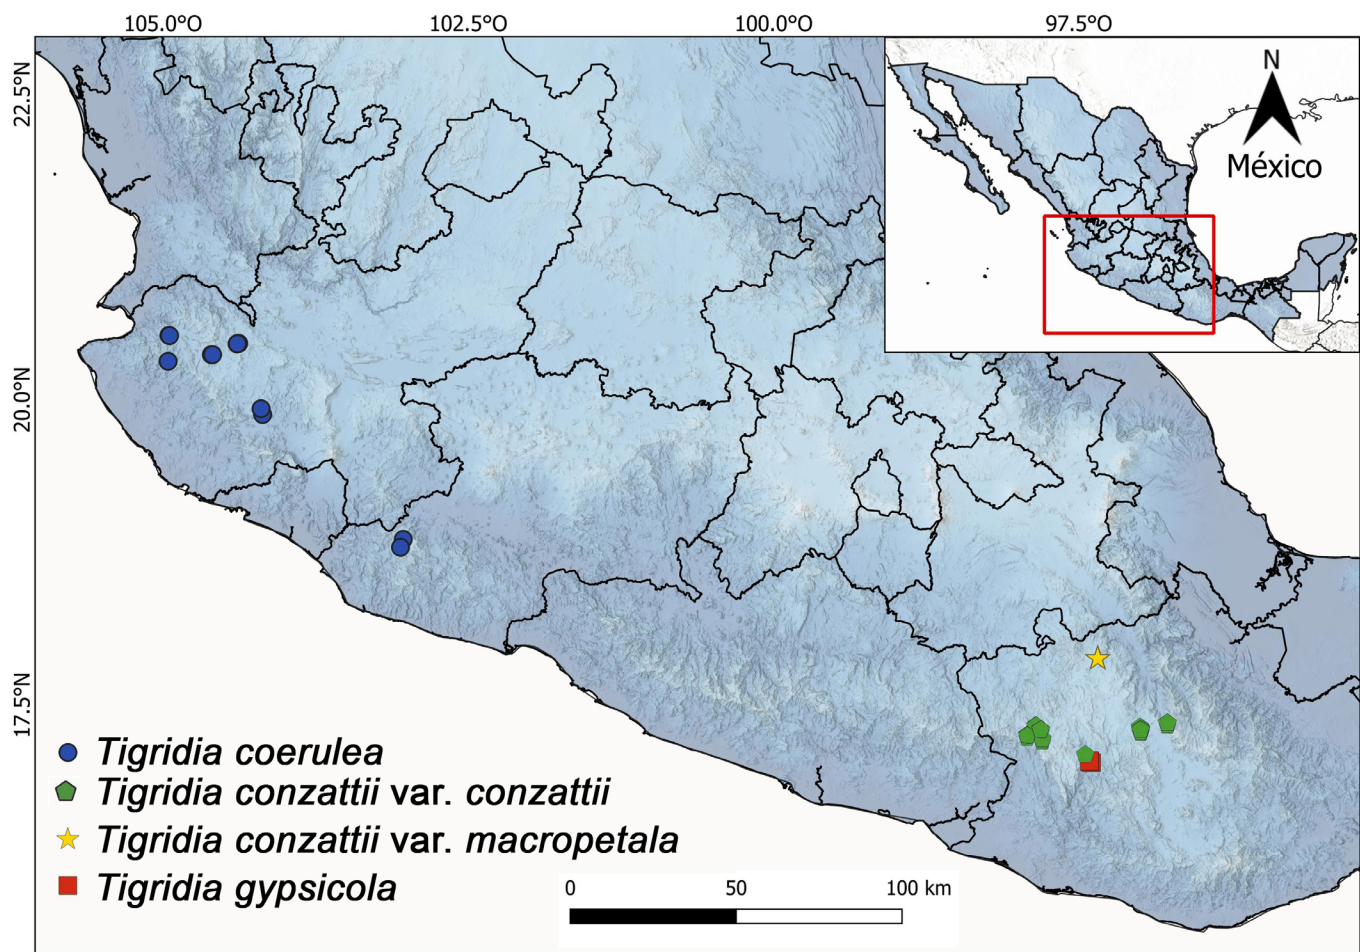 105.0°O 102.5°O 100.0°O 97.5°O
22.5°N
20.0°N
17.5°N
N
México
Tigridia coerulea
Tigridia conzattii var. conzattii
Tigridia conzattii var. macropetala
Tigridia gypsicola
0 50 100 km